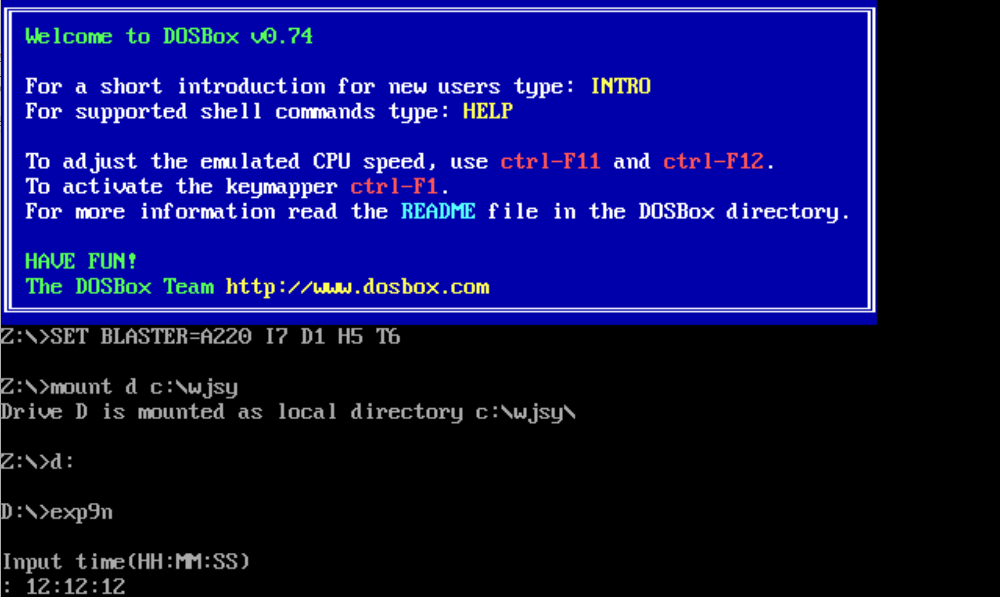 Welcome to DOSBox v0.74
For a short introduction for new users type: INTRO
For supported shell commands type: HELP
To adjust the emulated CPU speed, use ctrl-F11 and ctrl-F12.
To activate the keymapper ctrl-F1.
For more information read the README file in the DOSBox directory.
HAVE FUN!
The DOSBox Team http://www.dosbox.com
Z:\>SET BLASTER=A220 I7 D1 H5 T6
Z:\>mount d c:\wjsy
Drive D is mounted as local directory c:\wjsy\
Z:\>d:
D:\>exp9n
Input time(HH:MM:SS)
: 12:12:12